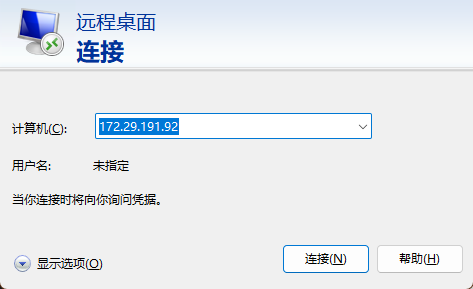 远程桌面
连接
计算机(C):
172.29.191.92
用户名:
未指定
当你连接时将向你询问凭据。
显示选项(O)
连接(N)
帮助(H)